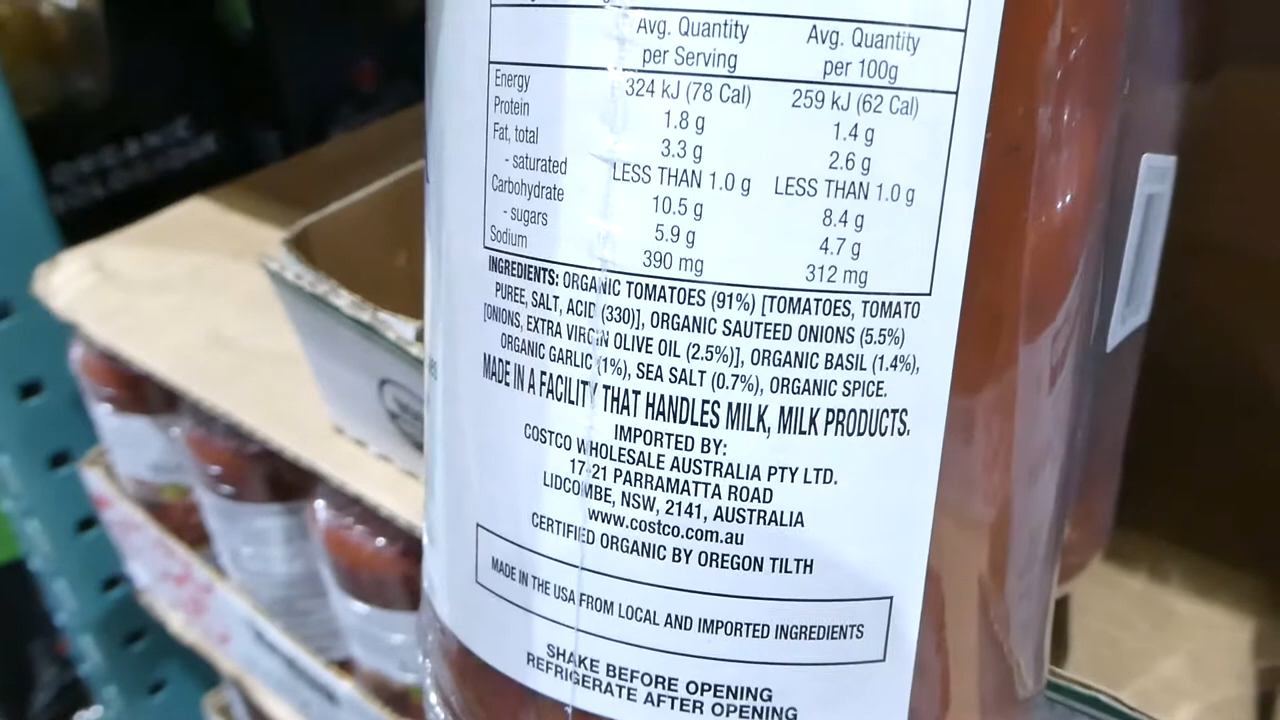 Avg. Quantity per Serving
Avg. Quantity per 100g
Energy 324 kJ (78 Cal) 259 kJ (62 Cal)
Protein 1.8 g 1.4 g
Fat, total 3.3 g 2.6 g
- saturated LESS THAN 1.0 g LESS THAN 1.0 g
Carbohydrate 10.5 g 8.4 g
- sugars 5.9 g 4.7 g
Sodium 390 mg 312 mg
INGREDIENTS: ORGANIC TOMATOES (91%) [TOMATOES, TOMATO
PUREE, SALT, ACID (330)], ORGANIC SAUTEED ONIONS (5.5%)
[ONIONS, EXTRA VIRGIN OLIVE OIL (2.5%)], ORGANIC BASIL (1.4%),
ORGANIC GARLIC (1%), SEA SALT (0.7%), ORGANIC SPICE.
MADE IN A FACILITY THAT HANDLES MILK, MILK PRODUCTS.
IMPORTED BY:
COSTCO WHOLESALE AUSTRALIA PTY LTD.
17-21 PARRAMATTA ROAD
LIDCOMBE, NSW, 2141, AUSTRALIA
www.costco.com.au
CERTIFIED ORGANIC BY OREGON TILTH
MADE IN THE USA FROM LOCAL AND IMPORTED INGREDIENTS
SHAKE BEFORE OPENING
REFRIGERATE AFTER OPENING